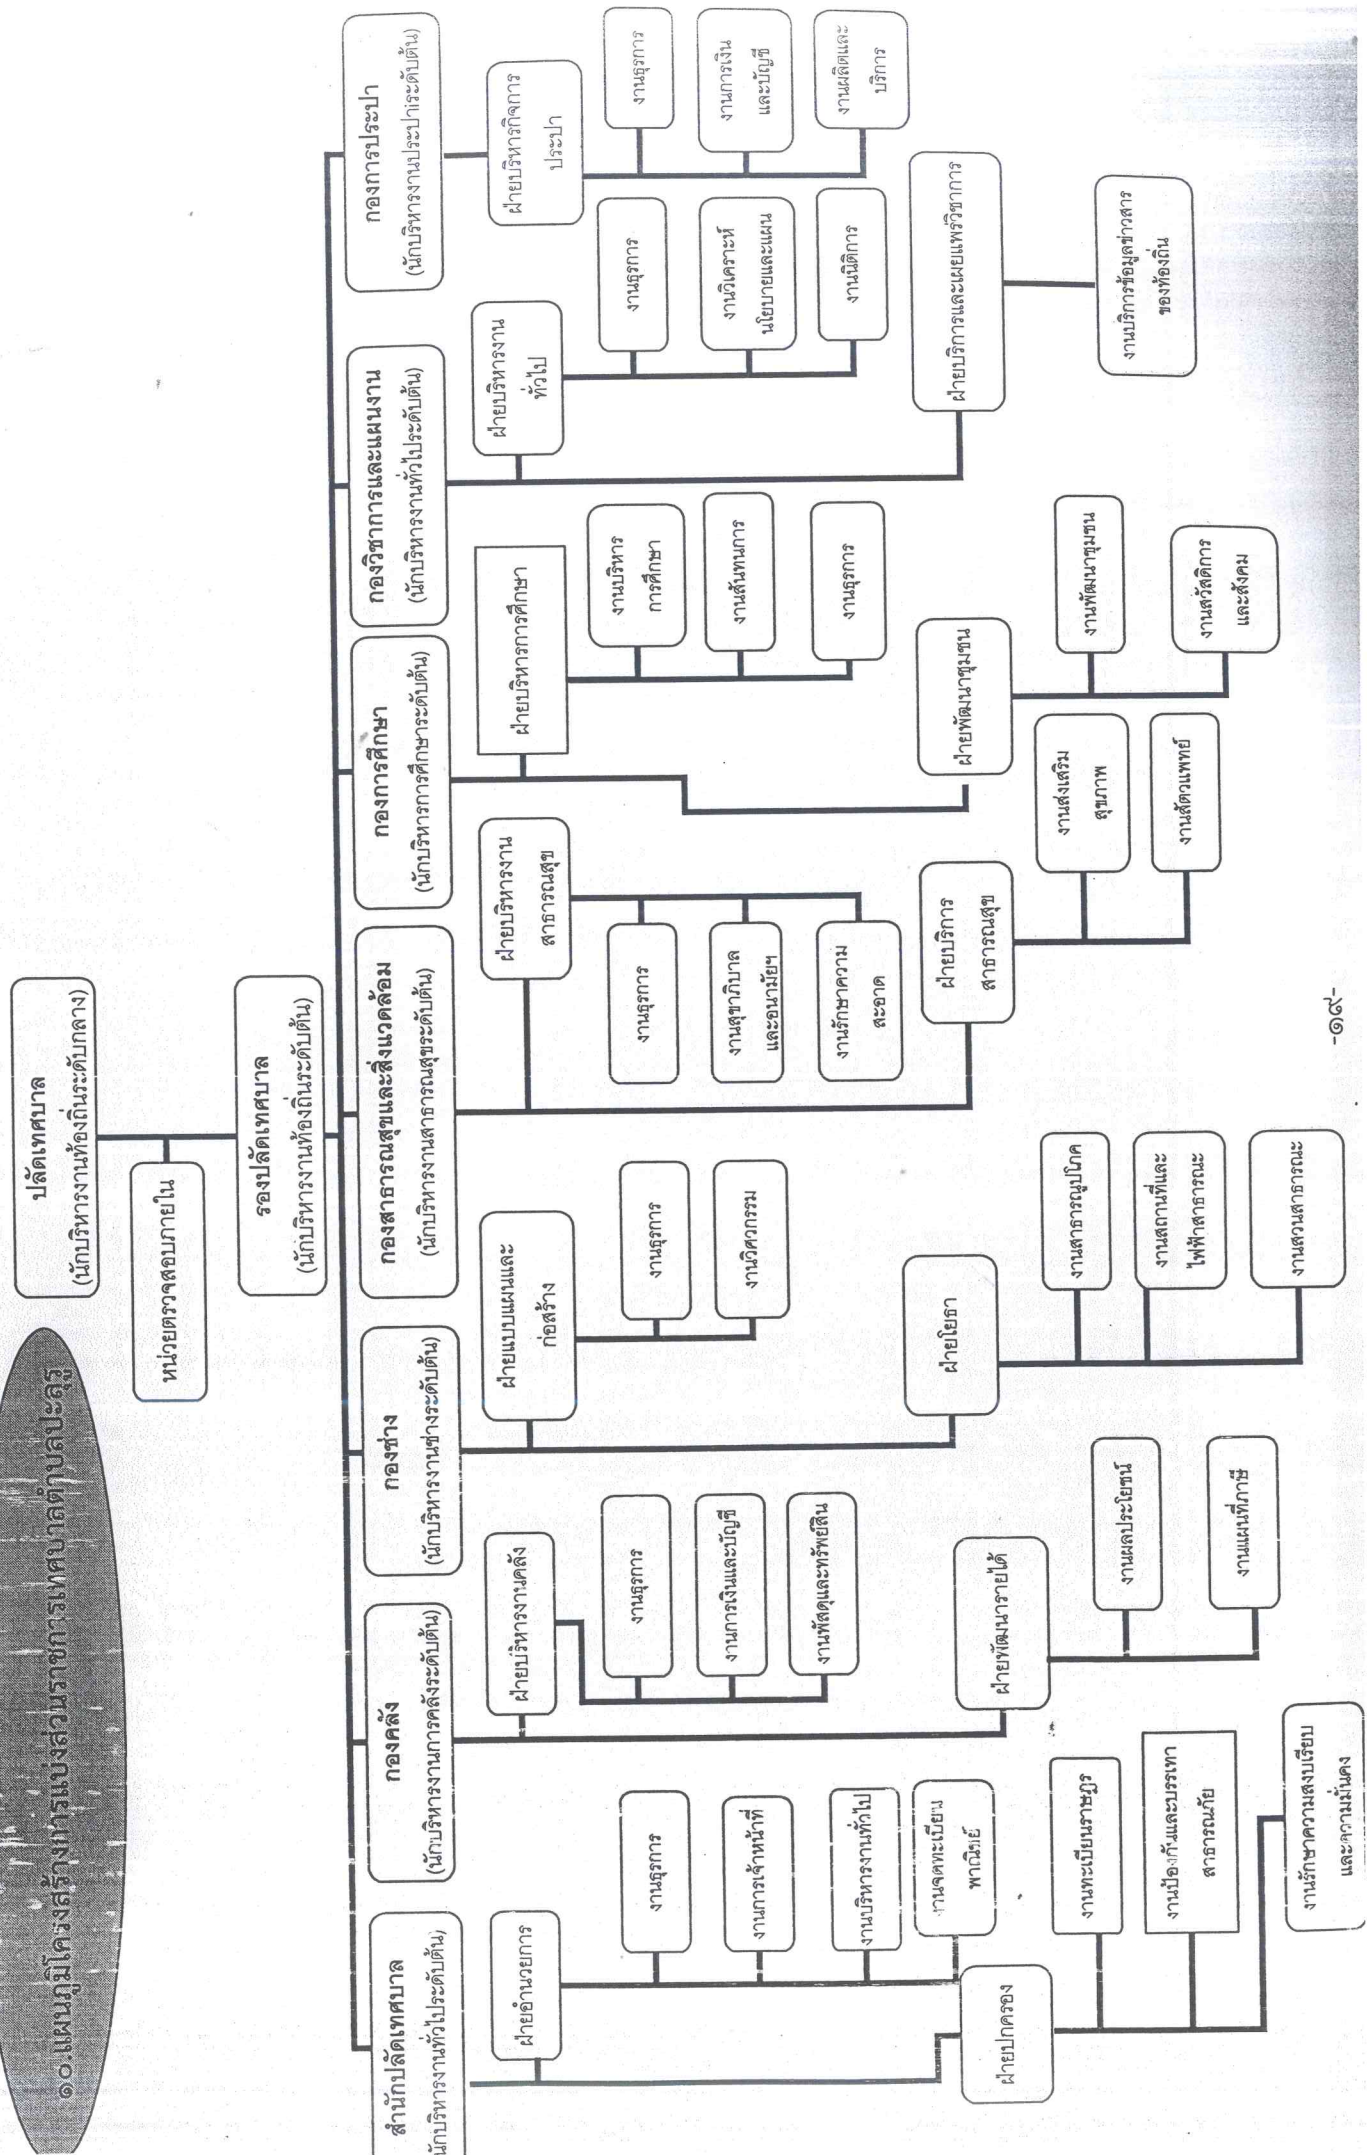 ๑๐.แผนภูมิโครงสร้างการแบ่งส่วนราชการเทศบาลตำบลปะลุรู
ปลัดเทศบาล
(นักบริหารงานท้องถิ่นระดับกลาง)
หน่วยตรวจสอบภายใน
รองปลัดเทศบาล
(นักบริหารงานท้องถิ่นระดับต้น)
สำนักปลัดเทศบาล
นักบริหารงานทั่วไประดับต้น)
กองคลัง
(นักบริหารงานการคลังระดับต้น)
กองช่าง
(นักบริหารงานช่างระดับต้น)
กองสาธารณสุขและสิ่งแวดล้อม
(นักบริหารงานสาธารณสุขระดับต้น)
กองการศึกษา
(นักบริหารการศึกษาระดับต้น)
กองวิชาการและแผนงาน
(นักบริหารงานทั่วไประดับต้น)
กองการประปา
(นักบริหารงานประปาระดับต้น)
ฝ่ายอำนวยการ
งานธุรการ
งานการเจ้าหน้าที่
งานบริหารงานทั่วไป
งานจดทะเบียน
พาณิชย์
ฝ่ายปกครอง
งานทะเบียนราษฎร
งานป้องกันและบรรเทา
สาธารณภัย
งานรักษาความสงบเรียบ
และความมั่นคง
ฝ่ายบริหารงานคลัง
งานธุรการ
งานการเงินและบัญชี
งานพัสดุและทรัพย์สิน
ฝ่ายพัฒนารายได้
งานผลประโยชน์
งานแผนที่ภาษี
ฝ่ายแบบแผนและ
ก่อสร้าง
งานธุรการ
งานวิศวกรรม
ฝ่ายโยธา
งานสาธารณูปโภค
งานสถานที่และ
ไฟฟ้าสาธารณะ
งานสวนสาธารณะ
ฝ่ายบริหารงาน
สาธารณสุข
งานธุรการ
งานสุขาภิบาล
และอนามัยฯ
งานรักษาความ
สะอาด
ฝ่ายบริการ
สาธารณสุข
งานส่งเสริม
สุขภาพ
งานสัตวแพทย์
ฝ่ายบริหารการศึกษา
งานบริหาร
การศึกษา
งานสันทนการ
งานธุรการ
ฝ่ายพัฒนาชุมชน
งานพัฒนาชุมชน
งานสวัสดิการ
และสังคม
ฝ่ายบริหารงาน
ทั่วไป
งานธุรการ
งานวิเคราะห์
นโยบายและแผน
งานนิติการ
ฝ่ายบริการและเผยแพร่วิชาการ
งานบริการข้อมูลข่าวสาร
ของท้องถิ่น
ฝ่ายบริหารกิจการ
ประปา
งานธุรการ
งานการเงิน
และบัญชี
งานผลิตและ
บริการ
-๑๙-